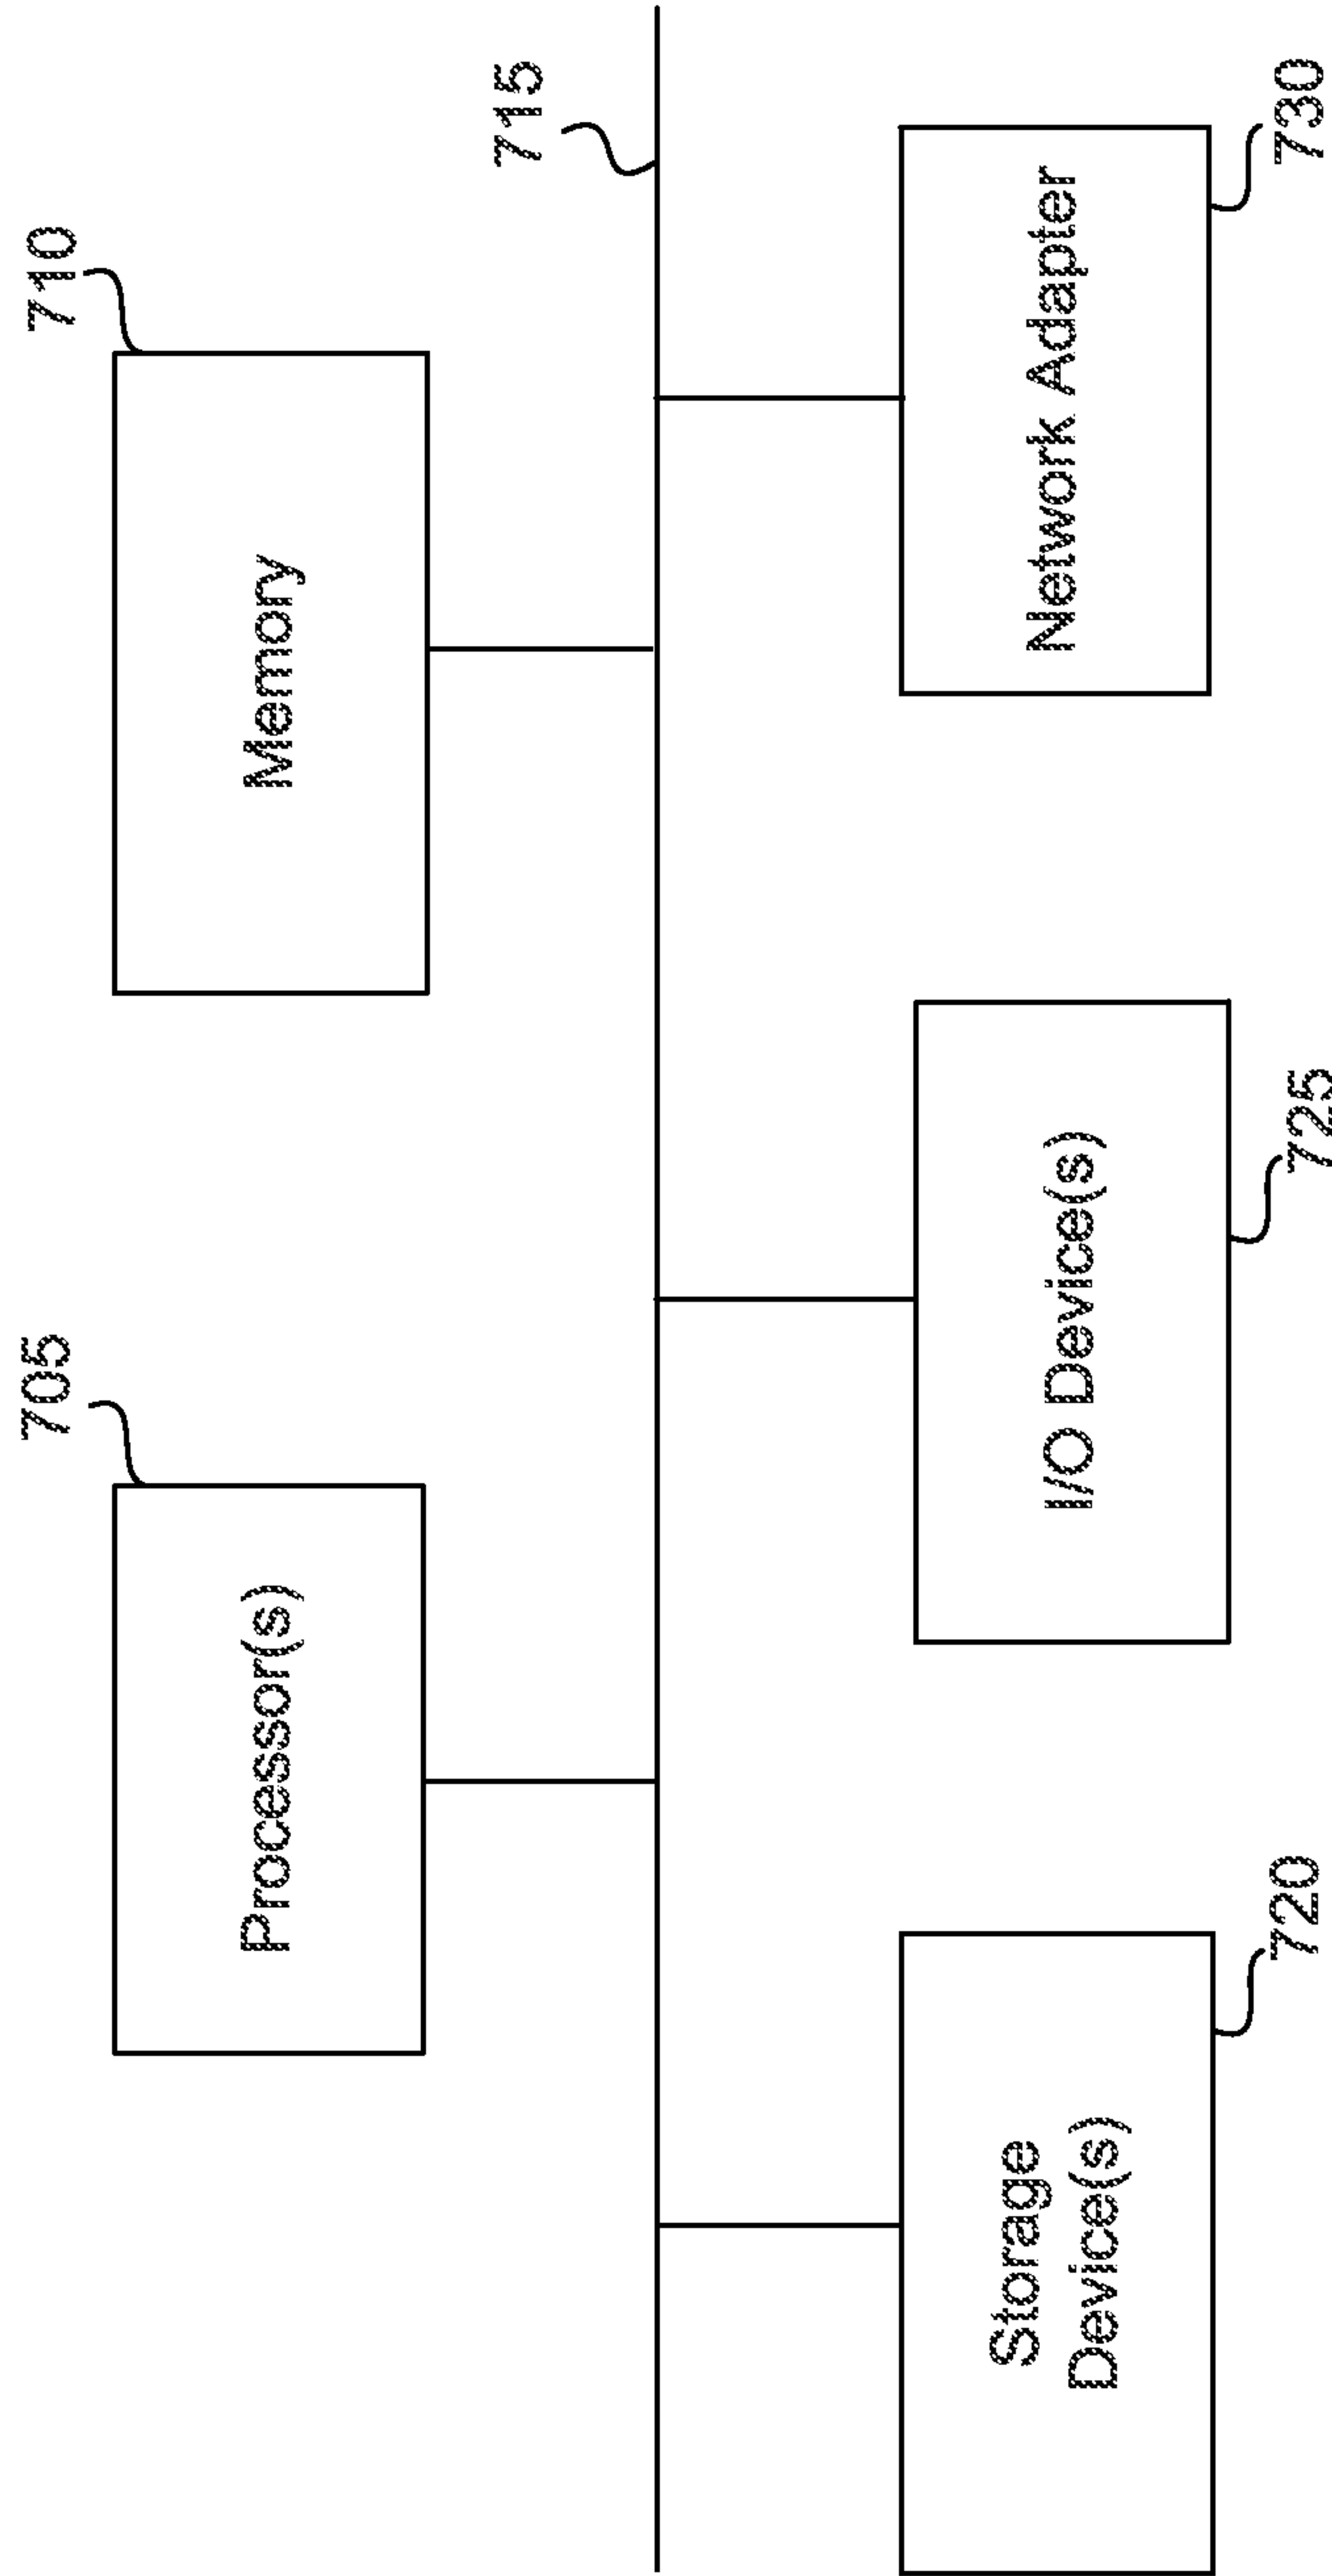 705
710
Processor(s)
Memory
715
Storage
Device(s)
I/O Device(s)
Network Adapter
720
725
730